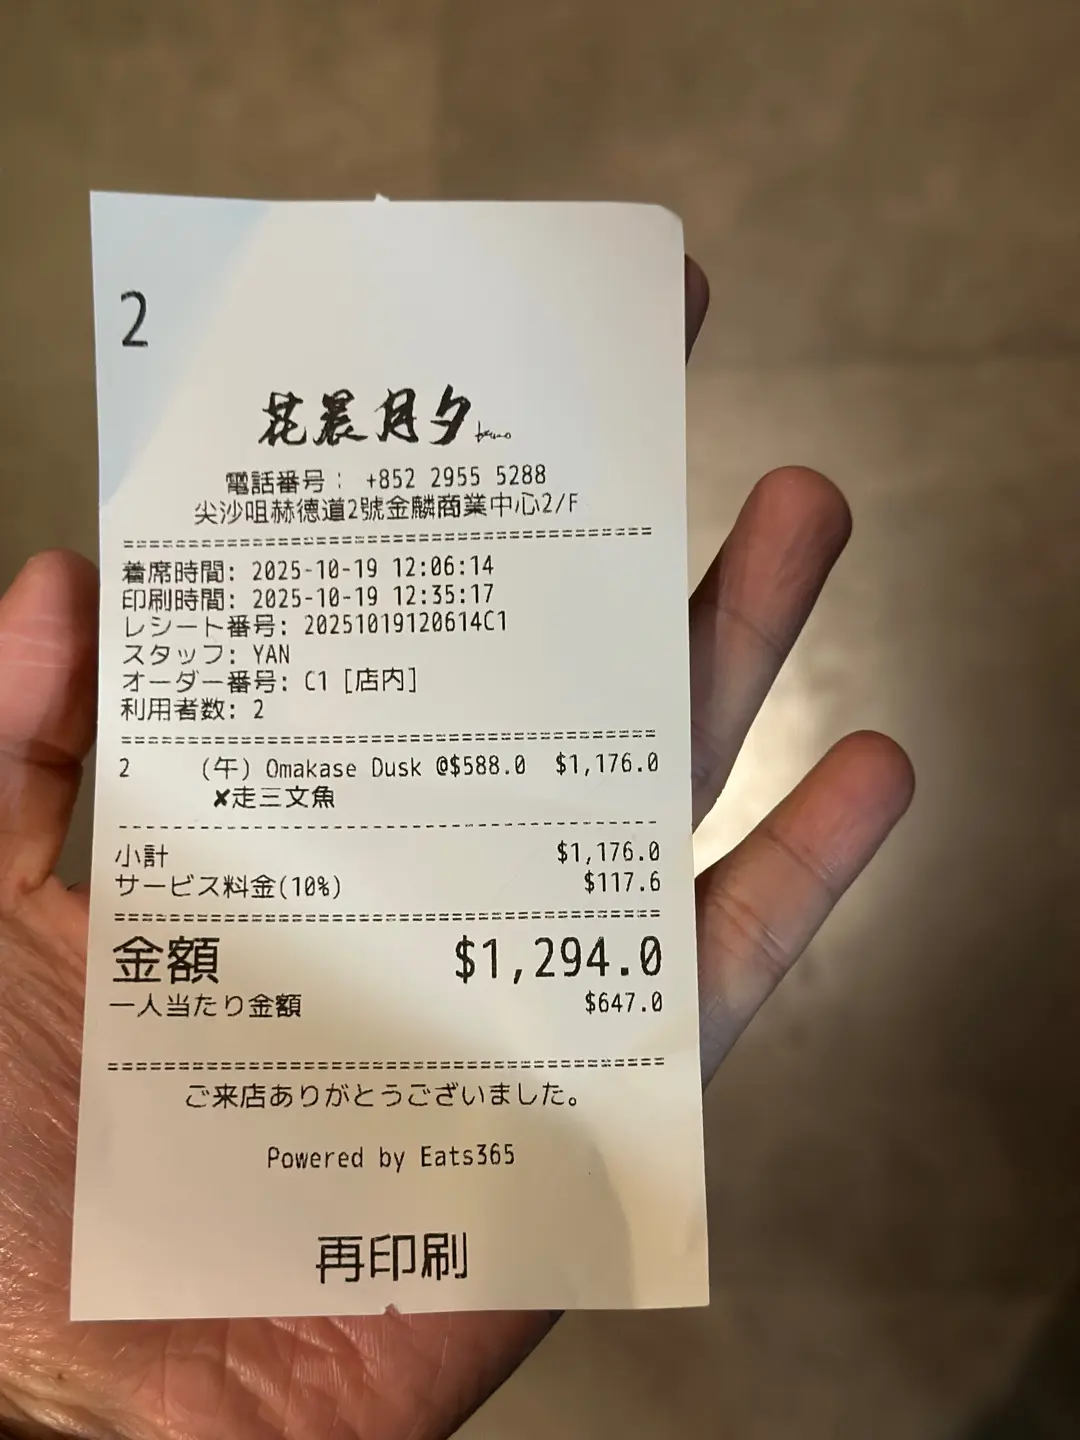 2
花晨月夕
電話番号： +852 2955 5288
尖沙咀赫德道2號金麟商業中心2/F
========================================
着席時間: 2025-10-19 12:06:14
印刷時間: 2025-10-19 12:35:17
レシート番号: 20251019120614C1
スタッフ: YAN
オーダー番号: C1 [店内]
利用者数: 2
========================================
2 (午) Omakase Dusk @$588.0 $1,176.0
✘走三文魚
----------------------------------------
小計 $1,176.0
サービス料金(10%) $117.6
========================================
金額 $1,294.0
一人当たり金額 $647.0
========================================
ご来店ありがとうございました。
Powered by Eats365
再印刷